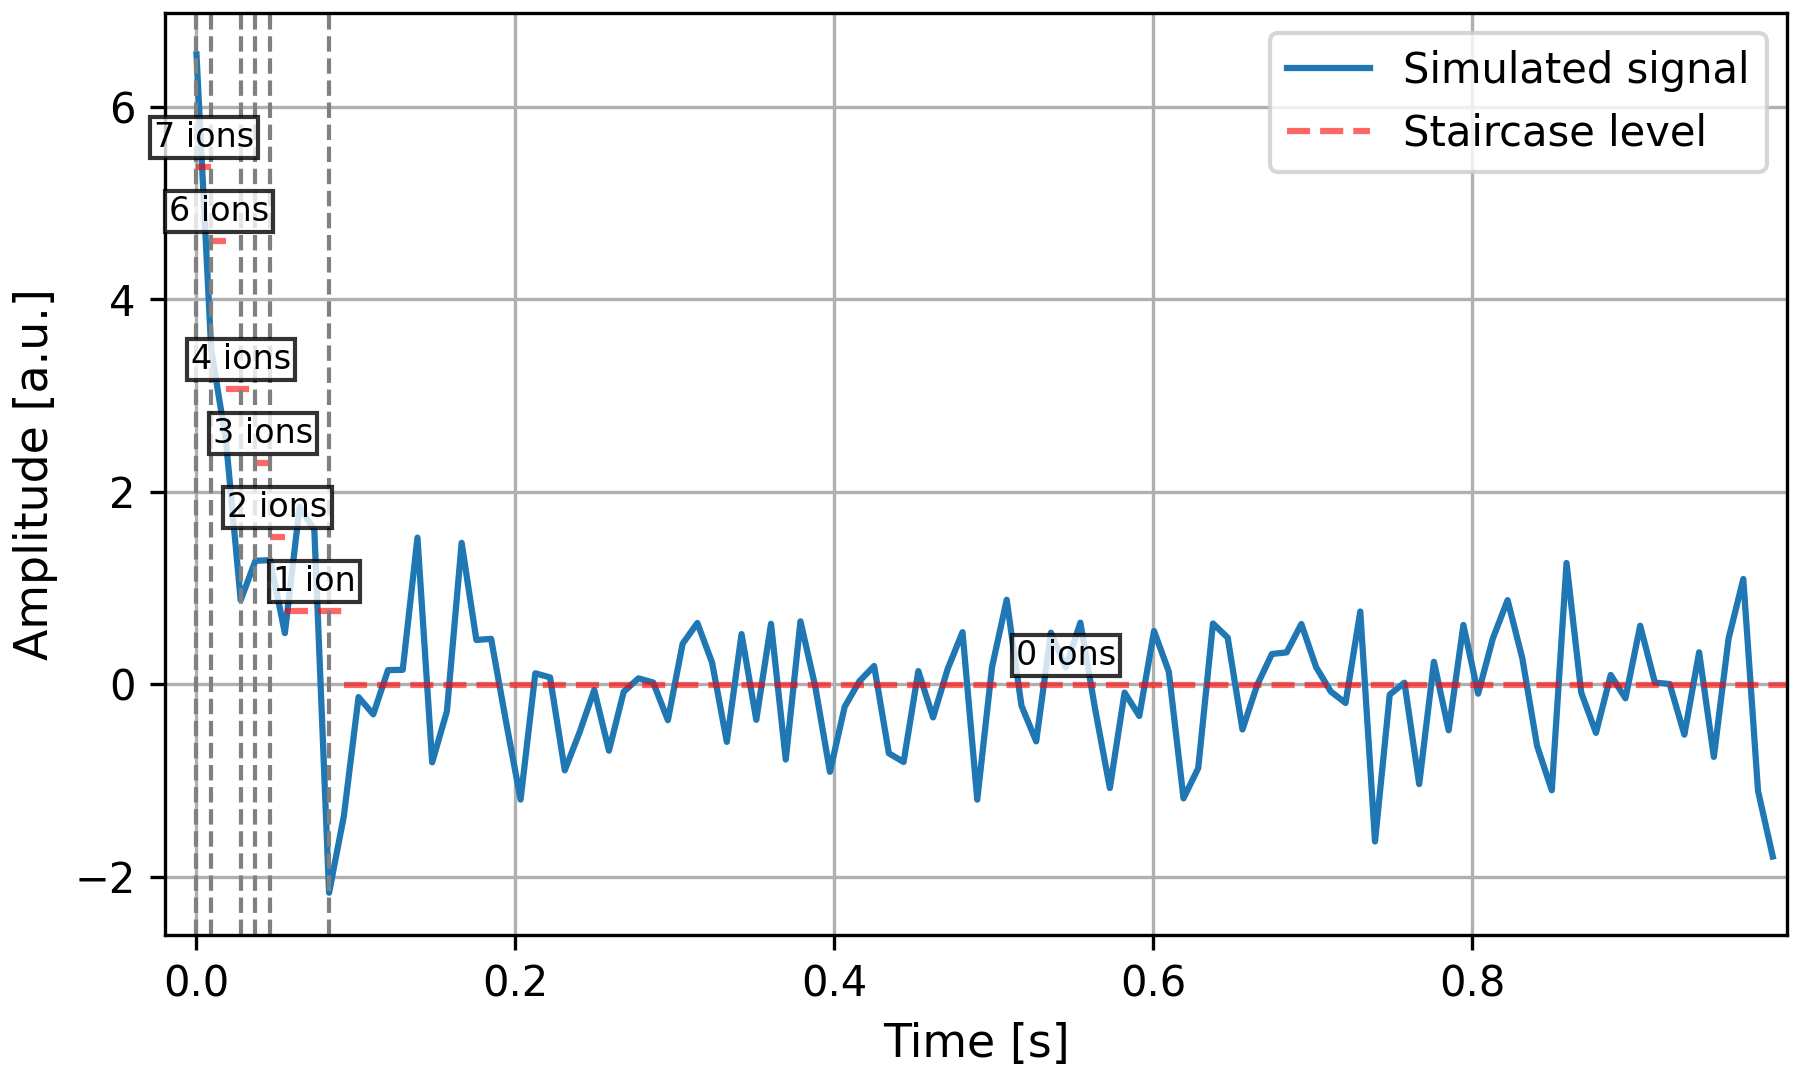 Simulated signal
Staircase level
7 ions
6 ions
4 ions
3 ions
2 ions
1 ion
0 ions
6
4
2
0
−2
0.0
0.2
0.4
0.6
0.8
Amplitude [a.u.]
Time [s]